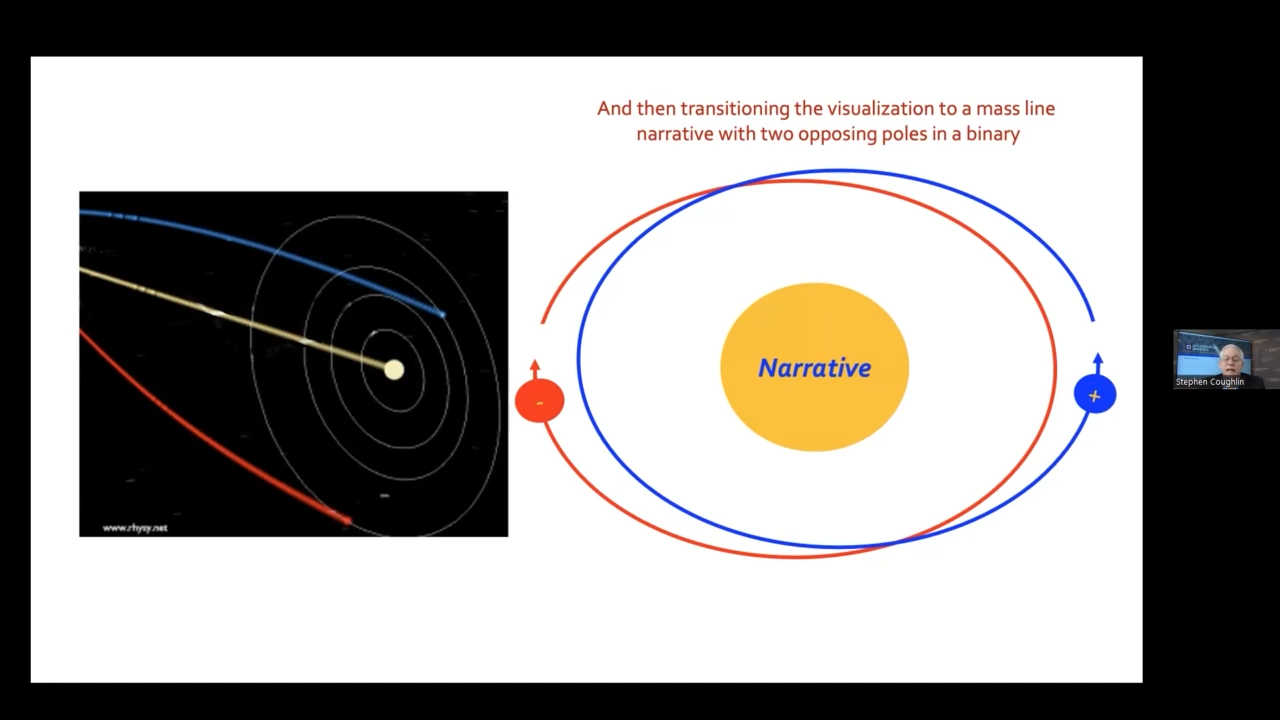 And then transitioning the visualization to a mass line
narrative with two opposing poles in a binary
Narrative
-
+
www.rhysy.net
Stephen Coughlin